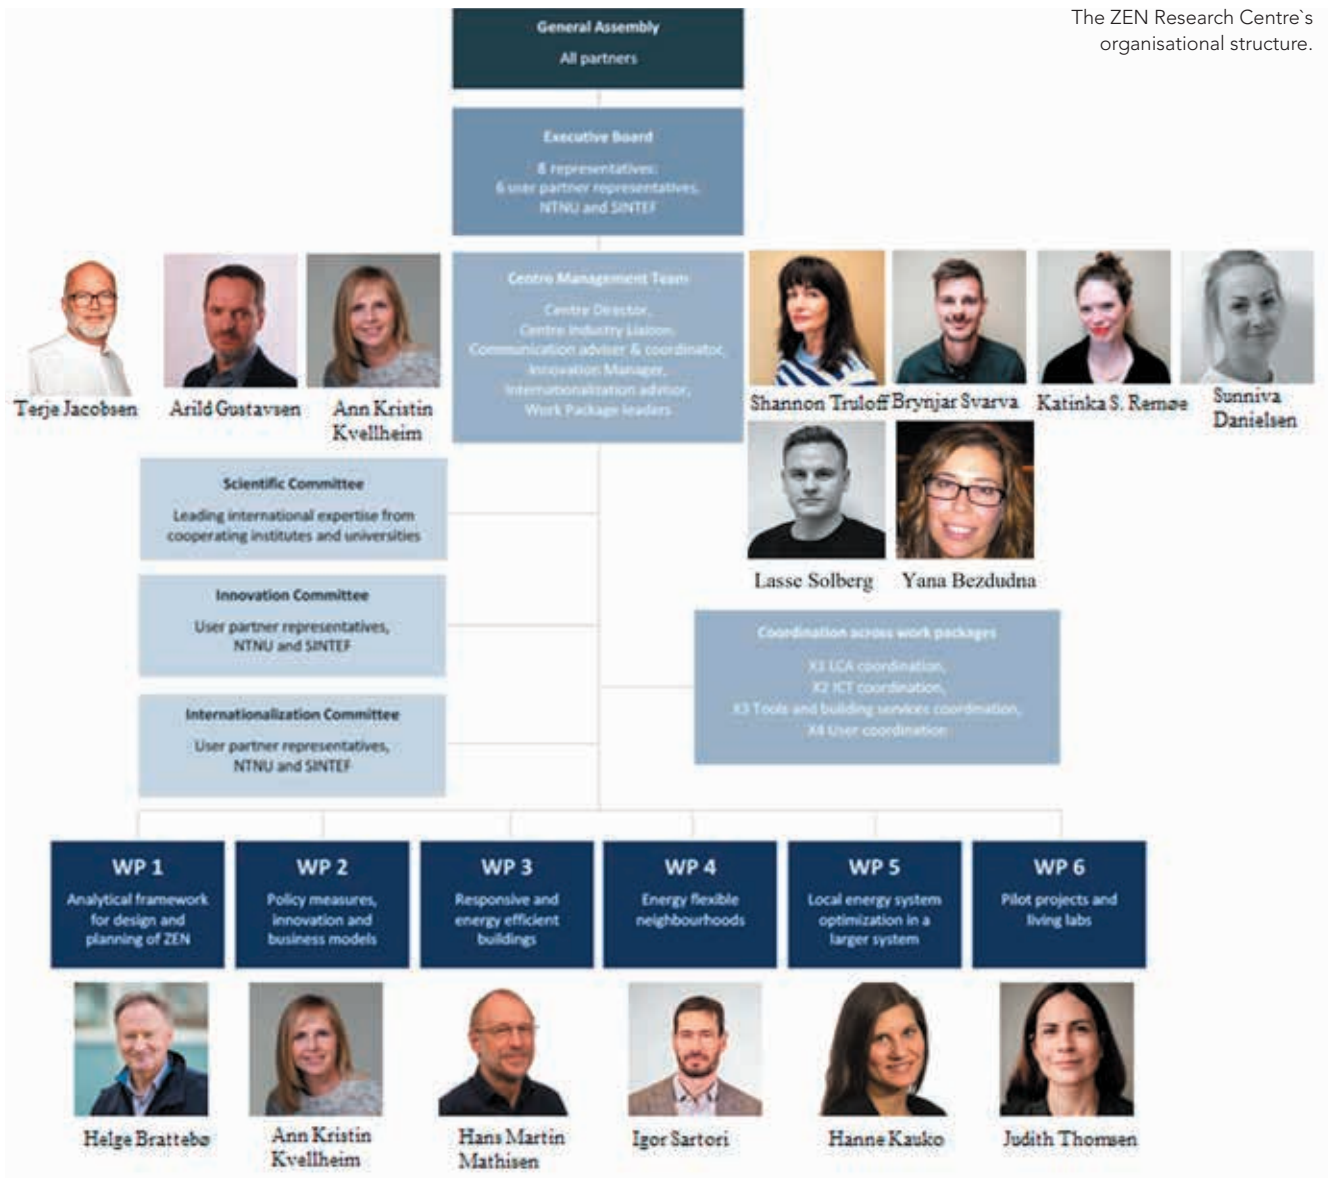 The ZEN Research Centre`s
organisational structure.
General Assembly
All partners
Executive Board
8 representatives:
6 user partner representatives,
NTNU and SINTEF
Centre Management Team
Centre Director,
Centre Industry Liaison,
Communication adviser & coordinator,
Innovation Manager,
Internationalization advisor,
Work Package leaders
Terje Jacobsen
Arild Gustavsen
Ann Kristin
Kvellheim
Shannon Truloff
Brynjar Svarva
Katinka S. Remøe
Sunniva
Danielsen
Lasse Solberg
Yana Bezdudna
Scientific Committee
Leading international expertise from
cooperating institutes and universities
Innovation Committee
User partner representatives,
NTNU and SINTEF
Internationalization Committee
User partner representatives,
NTNU and SINTEF
Coordination across work packages
X1 LCA coordination,
X2 ICT coordination,
X3 Tools and building services coordination,
X4 User coordination
WP 1
Analytical framework
for design and
planning of ZEN
WP 2
Policy measures,
innovation and
business models
WP 3
Responsive and
energy efficient
buildings
WP 4
Energy flexible
neighbourhoods
WP 5
Local energy system
optimization in a
larger system
WP 6
Pilot projects and
living labs
Helge Brattebø
Ann Kristin
Kvellheim
Hans Martin
Mathisen
Igor Sartori
Hanne Kauko
Judith Thomsen